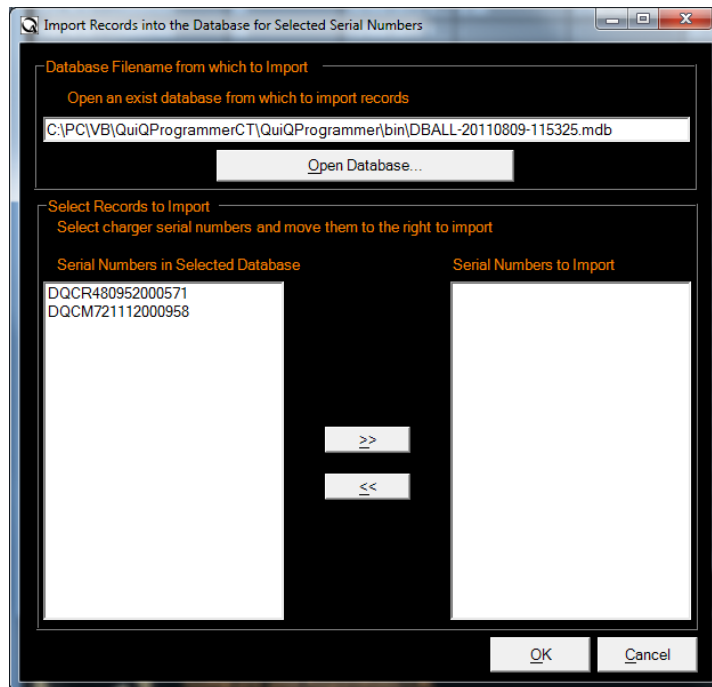 Import Records into the Database for Selected Serial Numbers
Database Filename from which to Import
Open an exist database from which to import records
C:\PC\VB\QuiQProgrammerCT\QuiQProgrammer\bin\DBALL-20110809-115325.mdb
Open Database...
Select Records to Import
Select charger serial numbers and move them to the right to import
Serial Numbers in Selected Database
Serial Numbers to Import
DQCR480952000571
DQCM721112000958
>>
<<
OK
Cancel